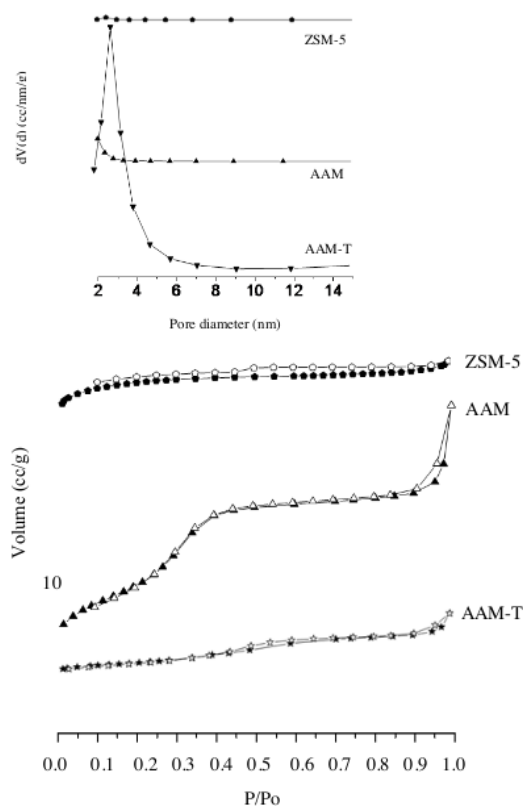 dV(d) (cc/nm/g)
ZSM-5
AAM
AAM-T
2 4 6 8 10 12 14
Pore diameter (nm)
ZSM-5
AAM
Volume (cc/g)
10
AAM-T
0.0 0.1 0.2 0.3 0.4 0.5 0.6 0.7 0.8 0.9 1.0
P/Po